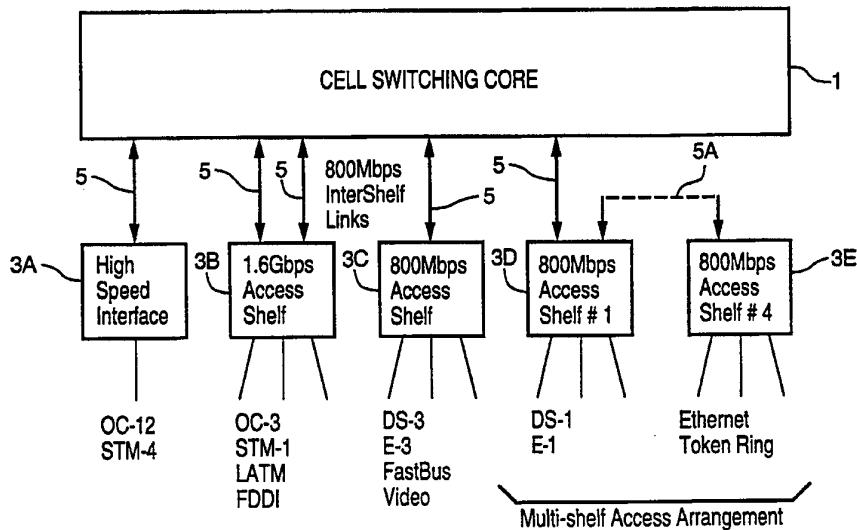 CELL SWITCHING CORE
1
5
5
5
800Mbps
InterShelf
Links
5
5
5A
3A
High
Speed
Interface
3B
1.6Gbps
Access
Shelf
3C
800Mbps
Access
Shelf
3D
800Mbps
Access
Shelf # 1
800Mbps
Access
Shelf # 4
3E
OC-12
STM-4
OC-3
STM-1
LATM
FDDI
DS-3
E-3
FastBus
Video
DS-1
E-1
Ethernet
Token Ring
Multi-shelf Access Arrangement